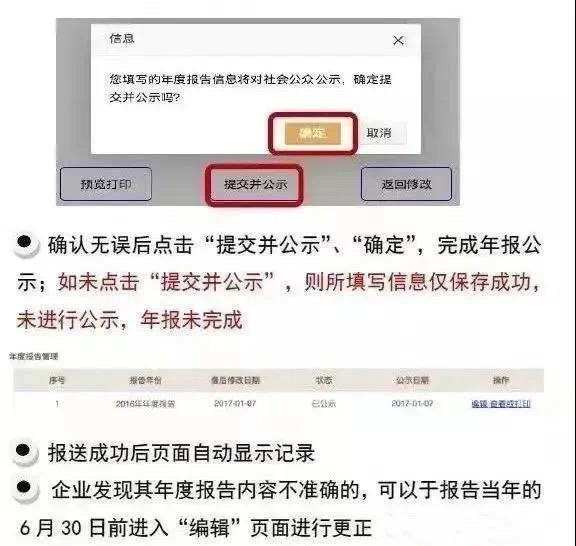 信息
您填写的年度报告信息将对社会公众公示，确定提
交并公示吗?
确定 取消
预览打印 提交并公示 返回修改
确认无误后点击“提交并公示”、“确定”，完成年报公
示；如未点击“提交并公示”，则所填写信息仅保存成功，
未进行公示，年报未完成
年度报告管理
序号 报告年份 最后修改日期 状态 公示日期 操作
1 2016年年度报告 2017-01-07 已公示 2017-01-07 编辑 查看或打印
报送成功后页面自动显示记录
企业发现其年度报告内容不准确的，可以于报告当年的
6月30日前进入“编辑”页面进行更正